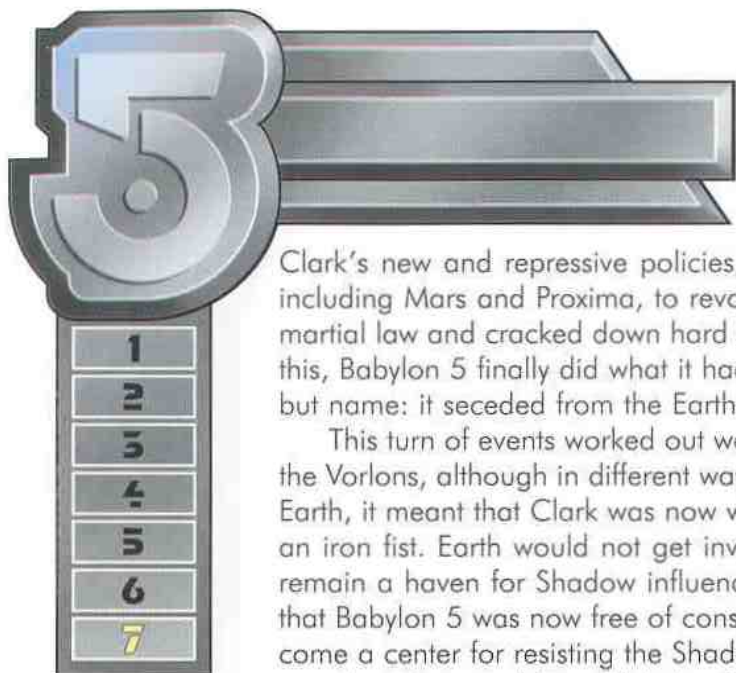 5
1
2
3
4
5
6
7
Clark's new and repressive policies
including Mars and Proxima, to revo
martial law and cracked down hard
this, Babylon 5 finally did what it had
but name: it seceded from the Earth
This turn of events worked out we
the Vorlons, although in different wa
Earth, it meant that Clark was now
an iron fist. Earth would not get inv
remain a haven for Shadow influenc
that Babylon 5 was now free of cons
come a center for resisting the Shad